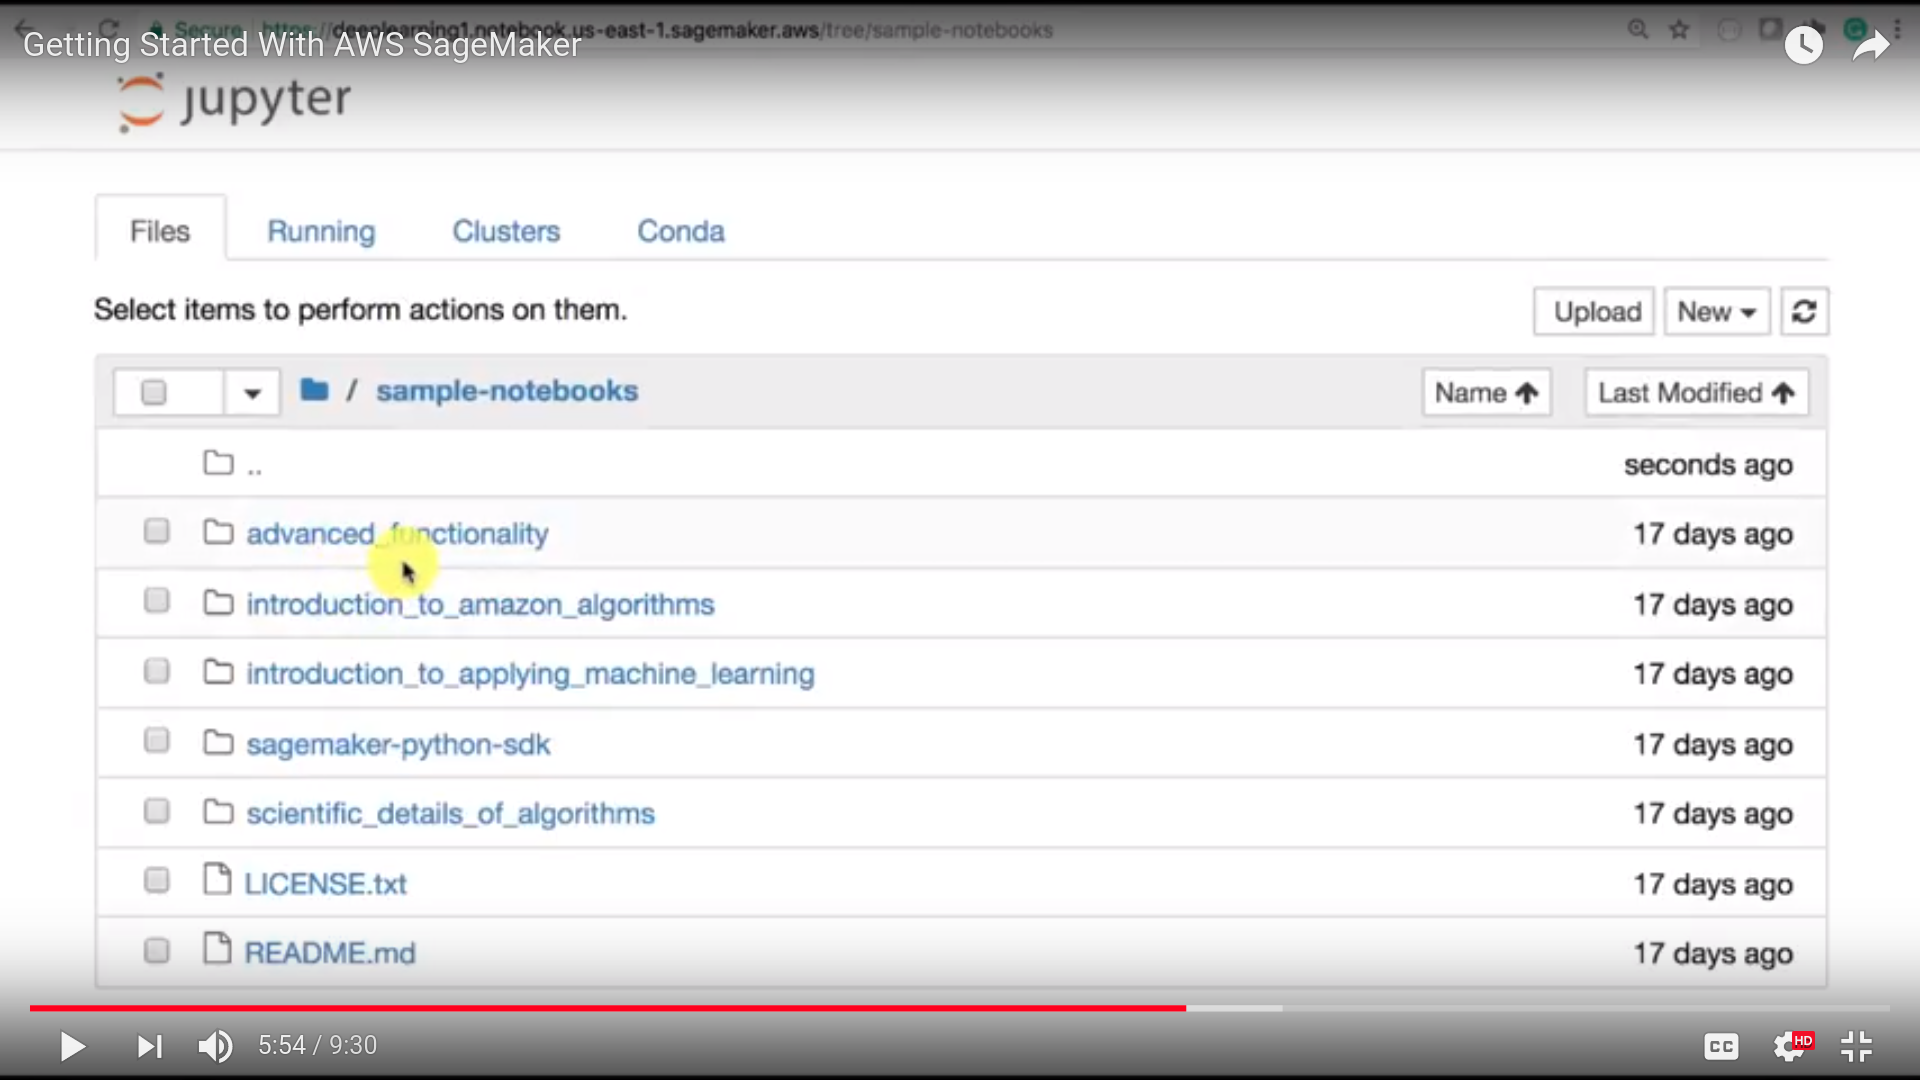 Secure https://deeplearning1.notebook.us-east-1.sagemaker.aws/tree/sample-notebooks
Getting Started With AWS SageMaker
jupyter
Files Running Clusters Conda
Select items to perform actions on them.
Upload New
/ sample-notebooks Name Last Modified
.. seconds ago
advanced_functionality 17 days ago
introduction_to_amazon_algorithms 17 days ago
introduction_to_applying_machine_learning 17 days ago
sagemaker-python-sdk 17 days ago
scientific_details_of_algorithms 17 days ago
LICENSE.txt 17 days ago
README.md 17 days ago
5:54 / 9:30 CC HD